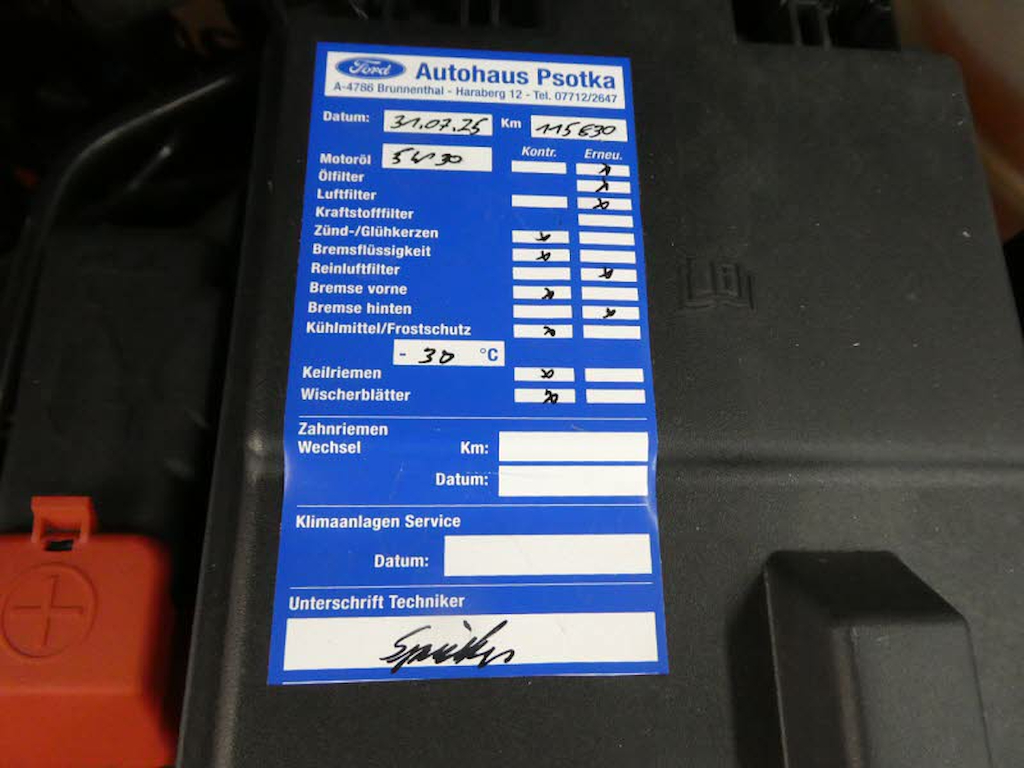 Ford Autohaus Psotka
A-4786 Brunnenthal - Haraberg 12 - Tel. 07712/2647
Datum: 31.07.25 Km 115830
Kontr. Erneu.
Motoröl 5W30 x
Ölfilter x
Luftfilter x
Kraftstofffilter
Zünd-/Glühkerzen x
Bremsflüssigkeit x
Reinluftfilter x
Bremse vorne x
Bremse hinten x
Kühlmittel/Frostschutz x
- 30 °C
Keilriemen x
Wischerblätter x
Zahnriemen
Wechsel Km:
Datum:
Klimaanlagen Service
Datum:
Unterschrift Techniker